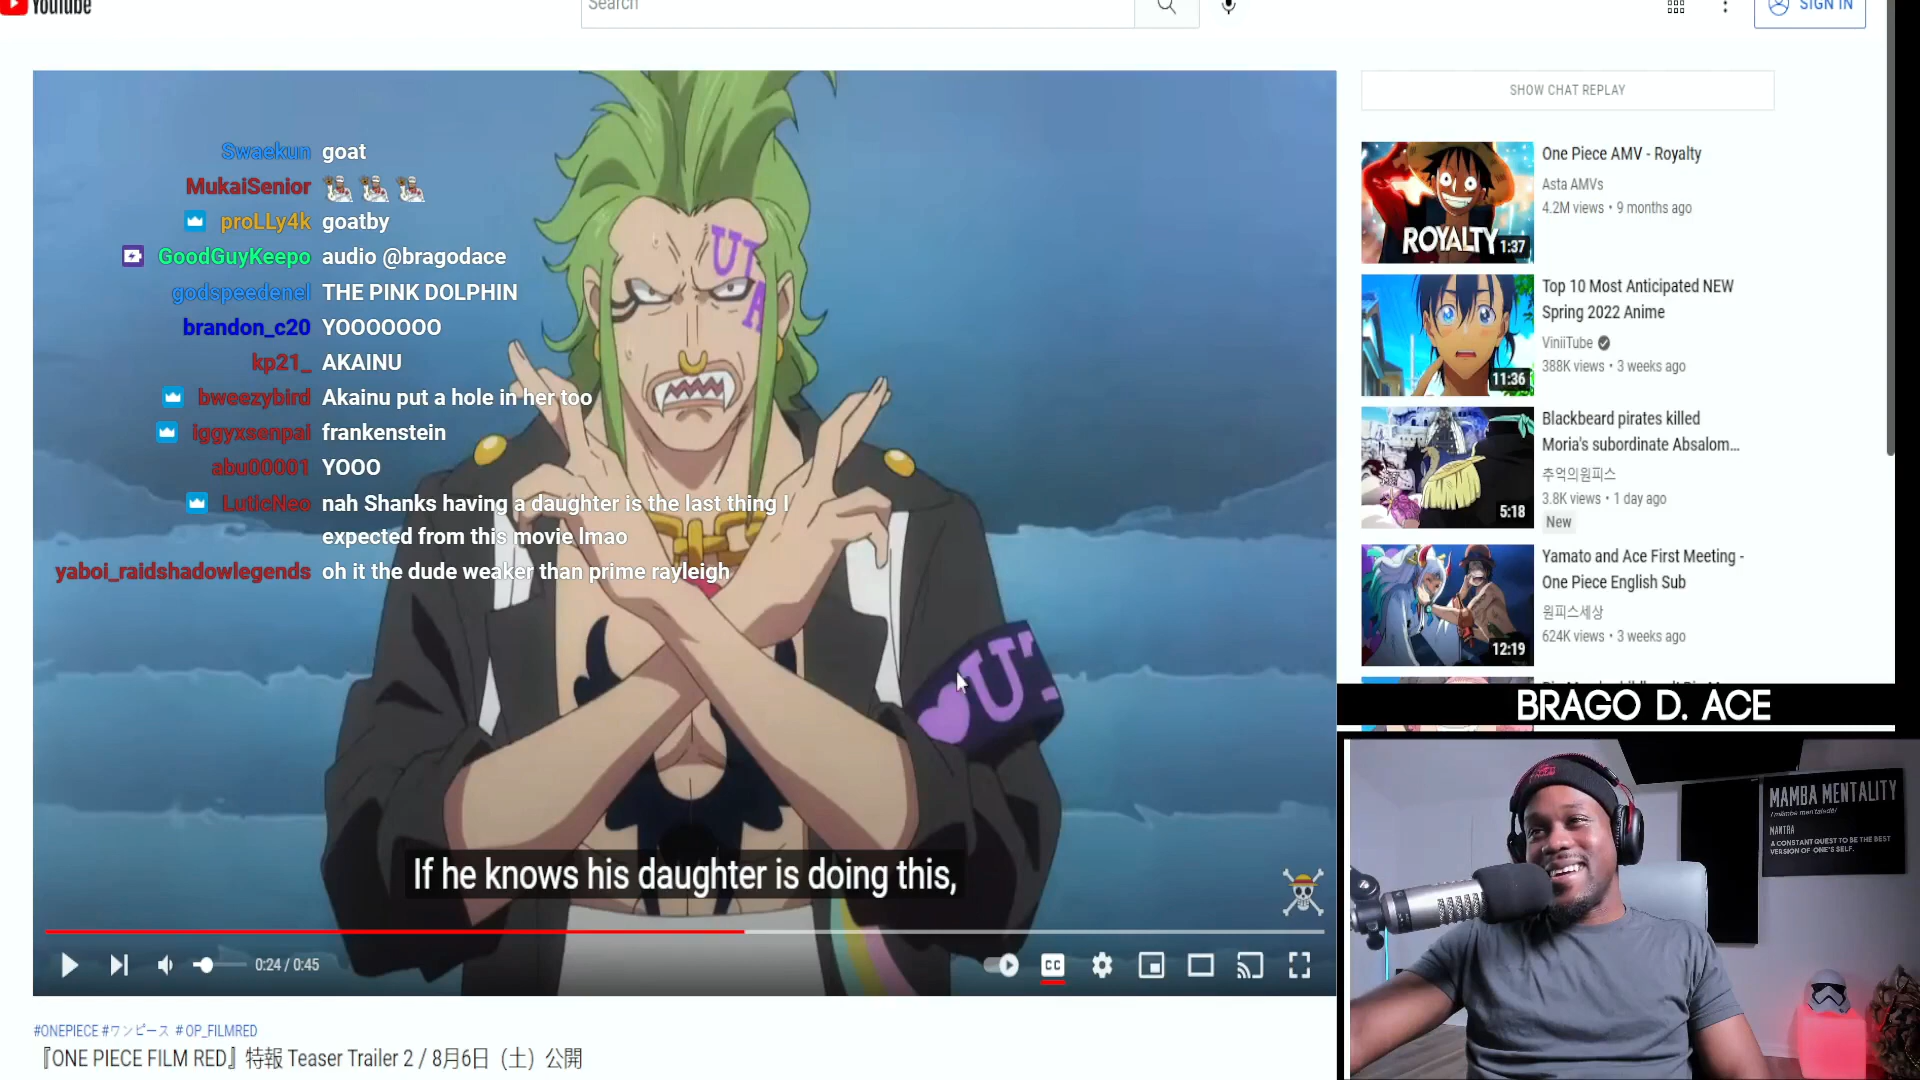 YouTube
Search
SIGN IN
Swaekun goat
MukaiSenior
proLLy4k goatby
GoodGuyKeepo audio @bragodace
godspeedenel THE PINK DOLPHIN
brandon_c20 YOOOOOOO
kp21_ AKAINU
bweezybird Akainu put a hole in her too
iggyxsenpai frankenstein
abu00001 YOOO
LuticNeo nah Shanks having a daughter is the last thing I
expected from this movie lmao
yaboi_raidshadowlegends oh it the dude weaker than prime rayleigh
UTA
UT
If he knows his daughter is doing this,
0:24 / 0:45
CC
#ONEPIECE #ワンピース # OP_FILMRED
『ONE PIECE FILM RED』特報 Teaser Trailer 2 / 8月6日（土）公開
SHOW CHAT REPLAY
ROYALTY
1:37
One Piece AMV - Royalty
Asta AMVs
4.2M views • 9 months ago
11:36
Top 10 Most Anticipated NEW
Spring 2022 Anime
ViniiTube
388K views • 3 weeks ago
5:18
Blackbeard pirates killed
Moria's subordinate Absalom...
추억의원피스
3.8K views • 1 day ago
New
12:19
Yamato and Ace First Meeting -
One Piece English Sub
원피스세상
624K views • 3 weeks ago
BRAGO D. ACE
MAMBA MENTALITY
MANTRA
A CONSTANT QUEST TO BE THE BEST
VERSION OF ONE'S SELF.